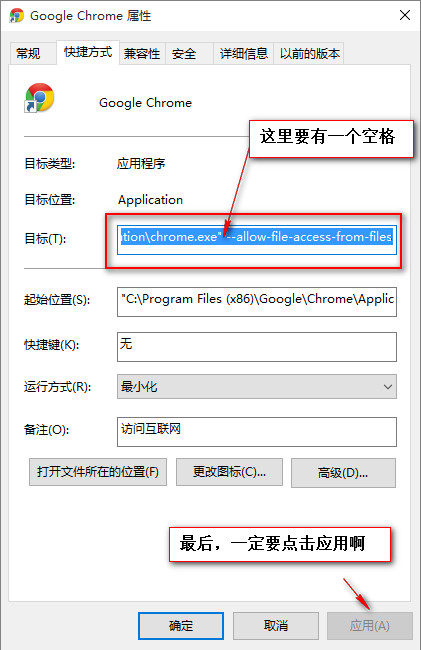 Google Chrome 属性
常规 快捷方式 兼容性 安全 详细信息 以前的版本
Google Chrome
这里要有一个空格
目标类型: 应用程序
目标位置: Application
目标(T): ation\chrome.exe" --allow-file-access-from-files
起始位置(S): "C:\Program Files (x86)\Google\Chrome\Applic
快捷键(K): 无
运行方式(R): 最小化
备注(O): 访问互联网
打开文件所在的位置(F) 更改图标(C)... 高级(D)...
最后，一定要点击应用啊
确定 取消 应用(A)